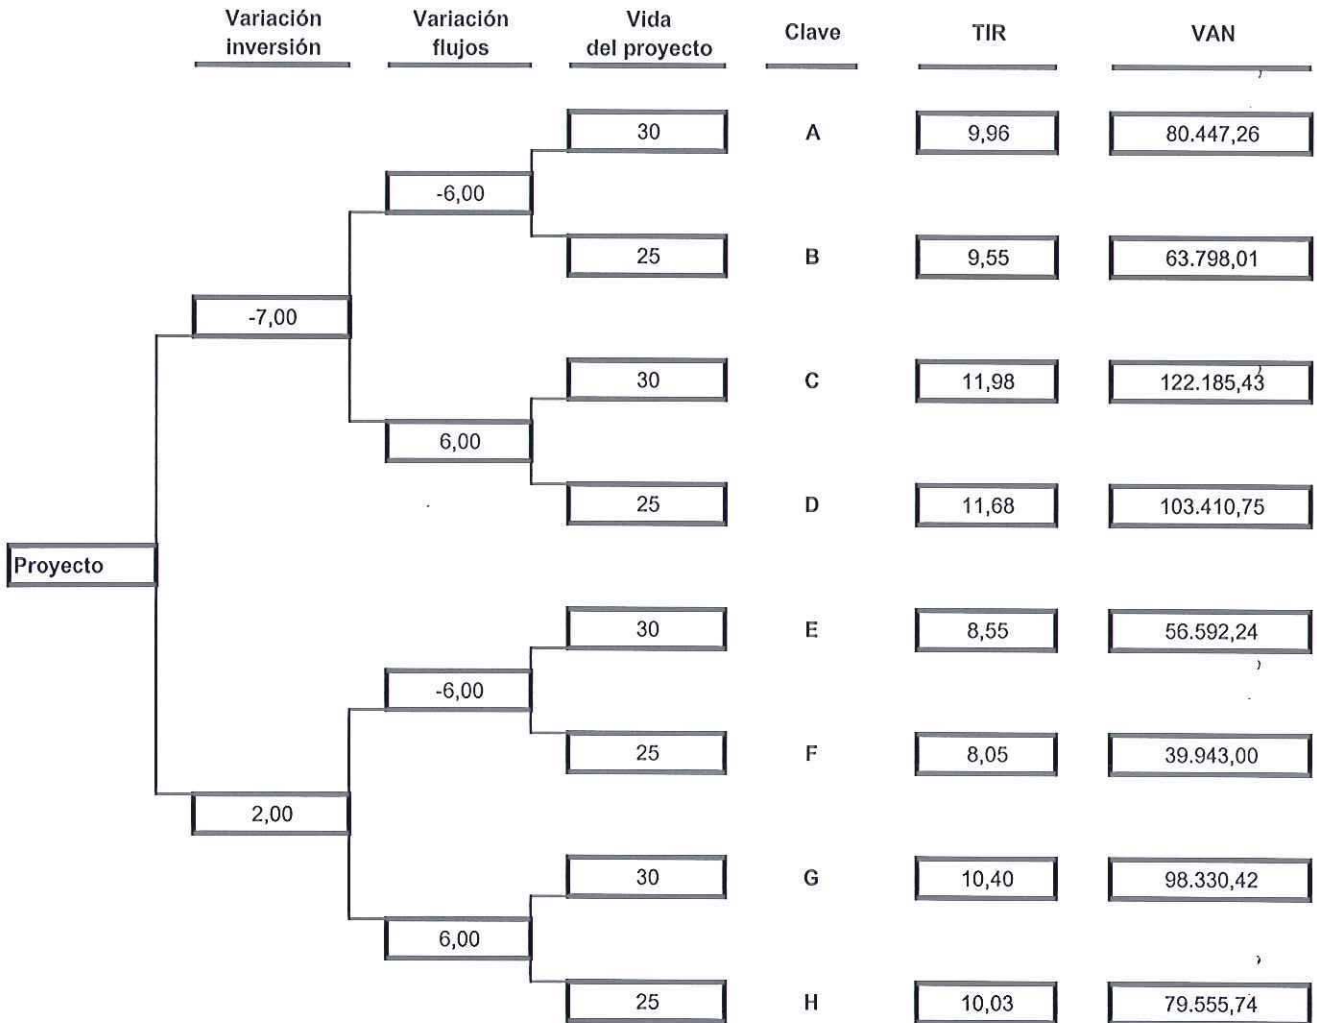 Variación inversión Variación flujos Vida del proyecto Clave TIR VAN
30 A 9,96 80.447,26
-6,00
25 B 9,55 63.798,01
-7,00
30 C 11,98 122.185,43
6,00
25 D 11,68 103.410,75
Proyecto
30 E 8,55 56.592,24
-6,00
25 F 8,05 39.943,00
2,00
30 G 10,40 98.330,42
6,00
25 H 10,03 79.555,74